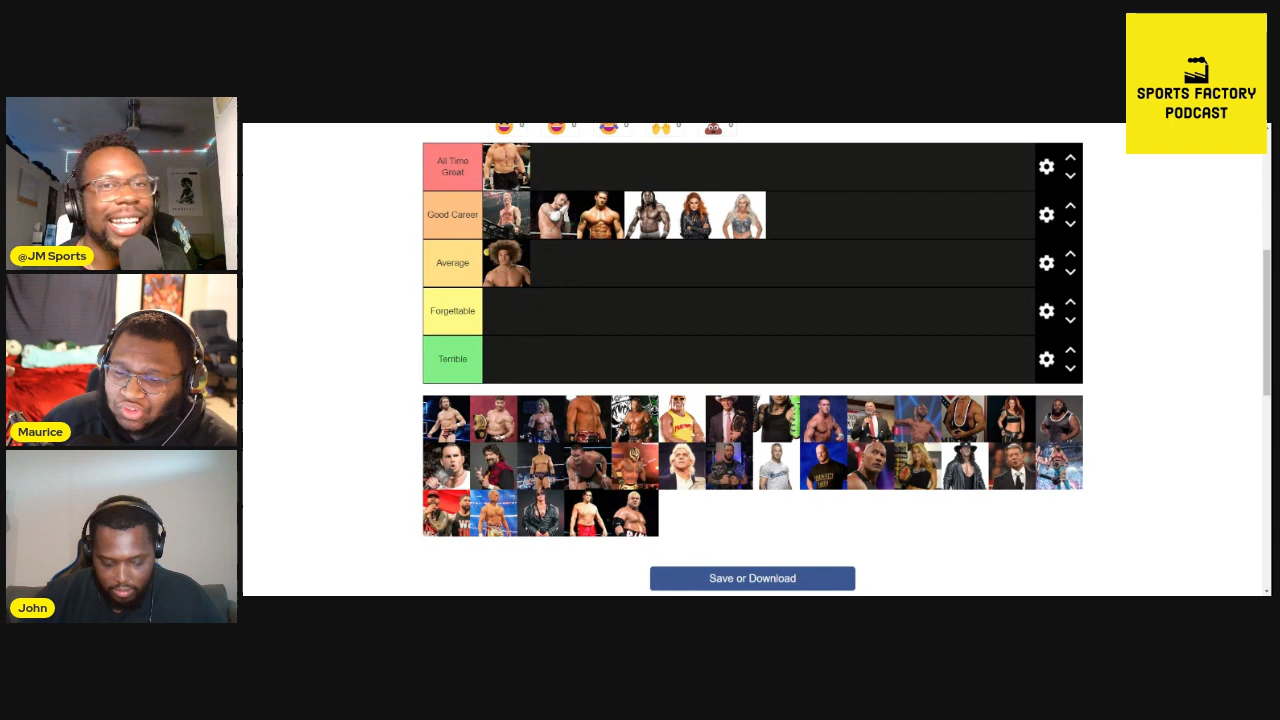 SPORTS FACTORY
PODCAST
@JM Sports
Maurice
John
All Time
Great
Good Career
Average
Forgettable
Terrible
Save or Download